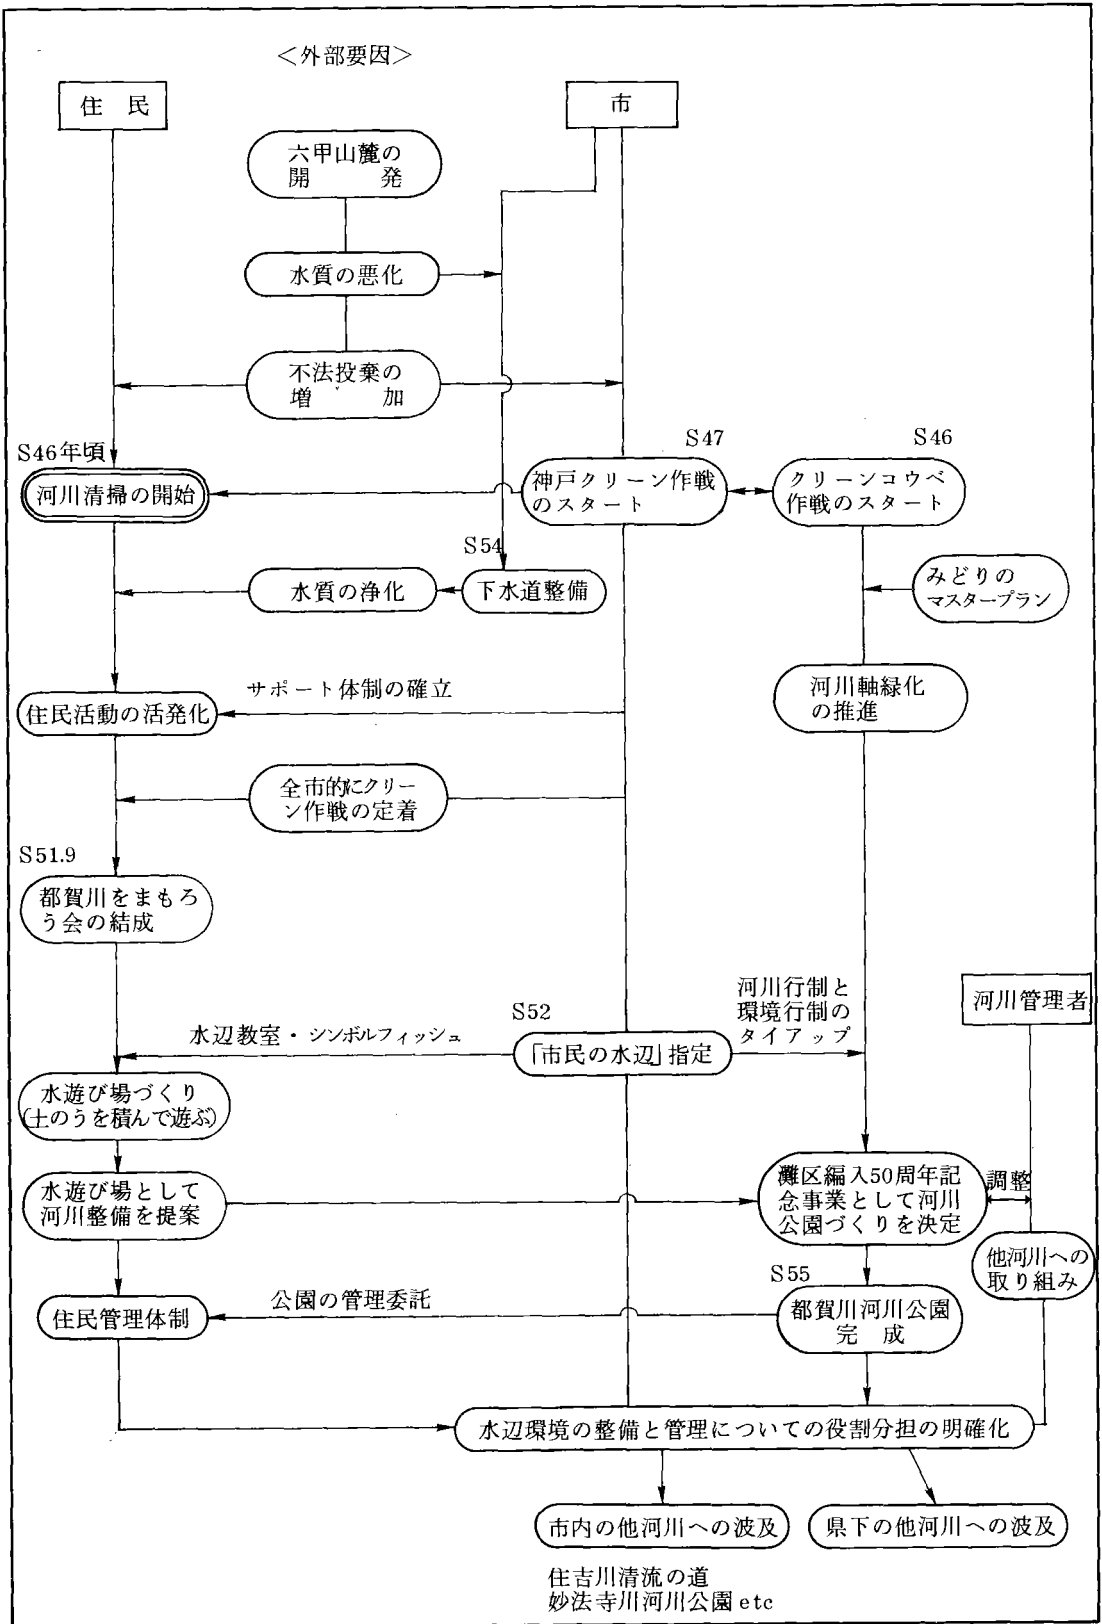 ＜外部要因＞
住　民
市
六甲山麓の
開　　発
水質の悪化
不法投棄の
増　　加
S46年頃
河川清掃の開始
S47
神戸クリーン作戦
のスタート
S46
クリーンコウベ
作戦のスタート
S54
水質の浄化
下水道整備
みどりの
マスタープラン
サポート体制の確立
住民活動の活発化
河川軸緑化
の推進
全市的にクリー
ン作戦の定着
S51.9
都賀川をまもろ
う会の結成
河川行制と
環境行制の
タイアップ
河川管理者
水辺教室・シンボルフィッシュ
S52
「市民の水辺」指定
水遊び場づくり
(土のうを積んで遊ぶ)
水遊び場として
河川整備を提案
灘区編入50周年記
念事業として河川
公園づくりを決定
調整
他河川への
取り組み
S55
公園の管理委託
住民管理体制
都賀川河川公園
完　成
水辺環境の整備と管理についての役割分担の明確化
市内の他河川への波及
県下の他河川への波及
住吉川清流の道
妙法寺川河川公園etc